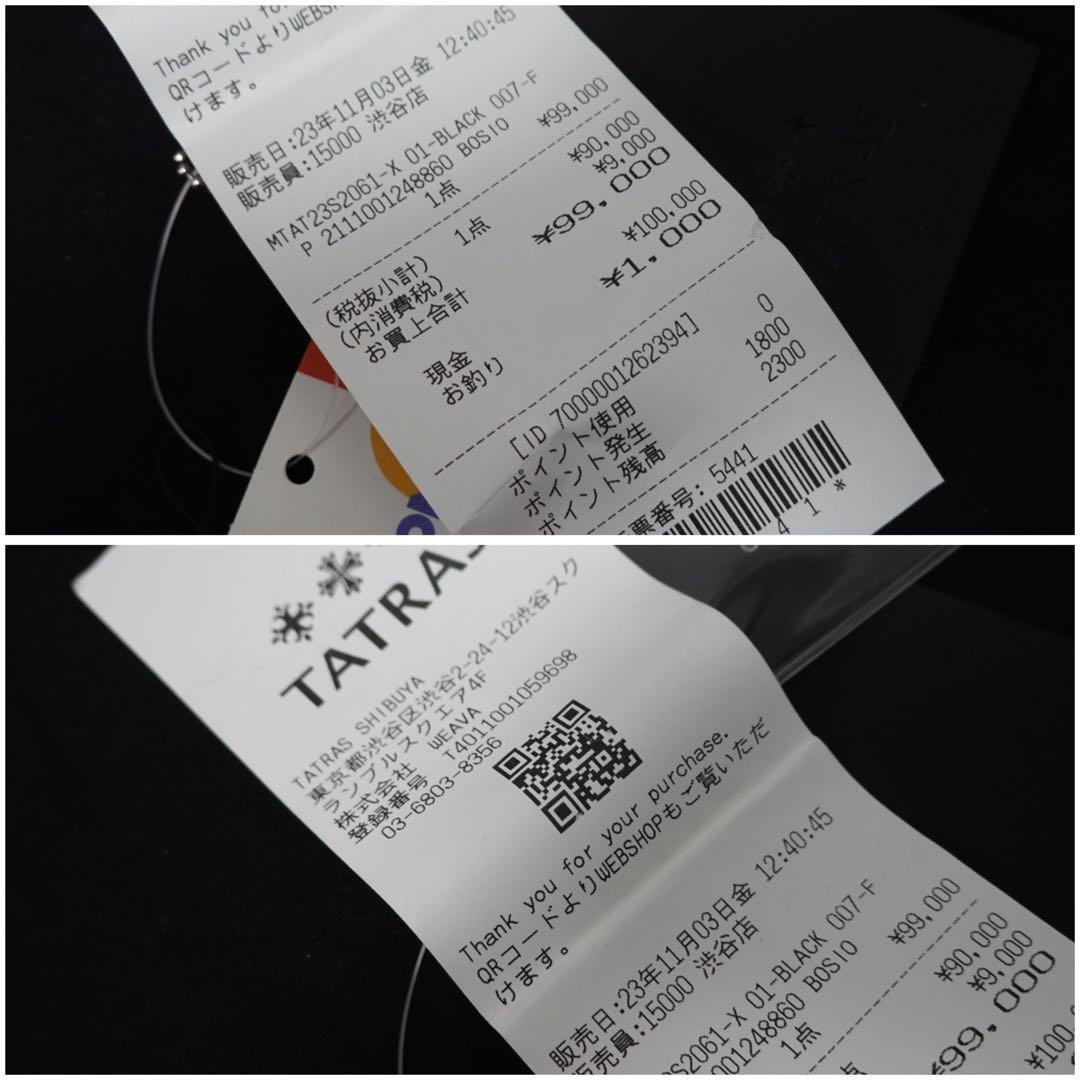 Thank you for
QRコードよりWEBSH
けます。
販売日:23年11月03日金 12:40:45
販売員:15000 渋谷店
MTAT23S2061-X 01-BLACK 007-F
P 2111001248860 BOSIO
1点 ¥99,000
(税抜小計) 1点 ¥90,000
(内消費税) ¥9,000
お買上合計 ¥99,000
現金 ¥100,000
お釣り ¥1,000
[ID 7000001262394]
ポイント使用 0
ポイント発生 1800
ポイント残高 2300
票番号: 5441
41*
TATRAS
TATRAS
TATRAS SHIBUYA
東京都渋谷区渋谷2-24-12渋谷スク
ランブルスクエア4F
株式会社 WEAVA
登録番号 T4011001059698
03-6803-8356
Thank you for your purchase.
QRコードよりWEBSHOPもご覧いただ
けます。
販売日:23年11月03日金 12:40:45
売員:15000 渋谷店
S2061-X 01-BLACK 007-F
001248860 BOSIO
1点 ¥99,000
点 ¥90,000
¥9,000
¥99,000
¥100,